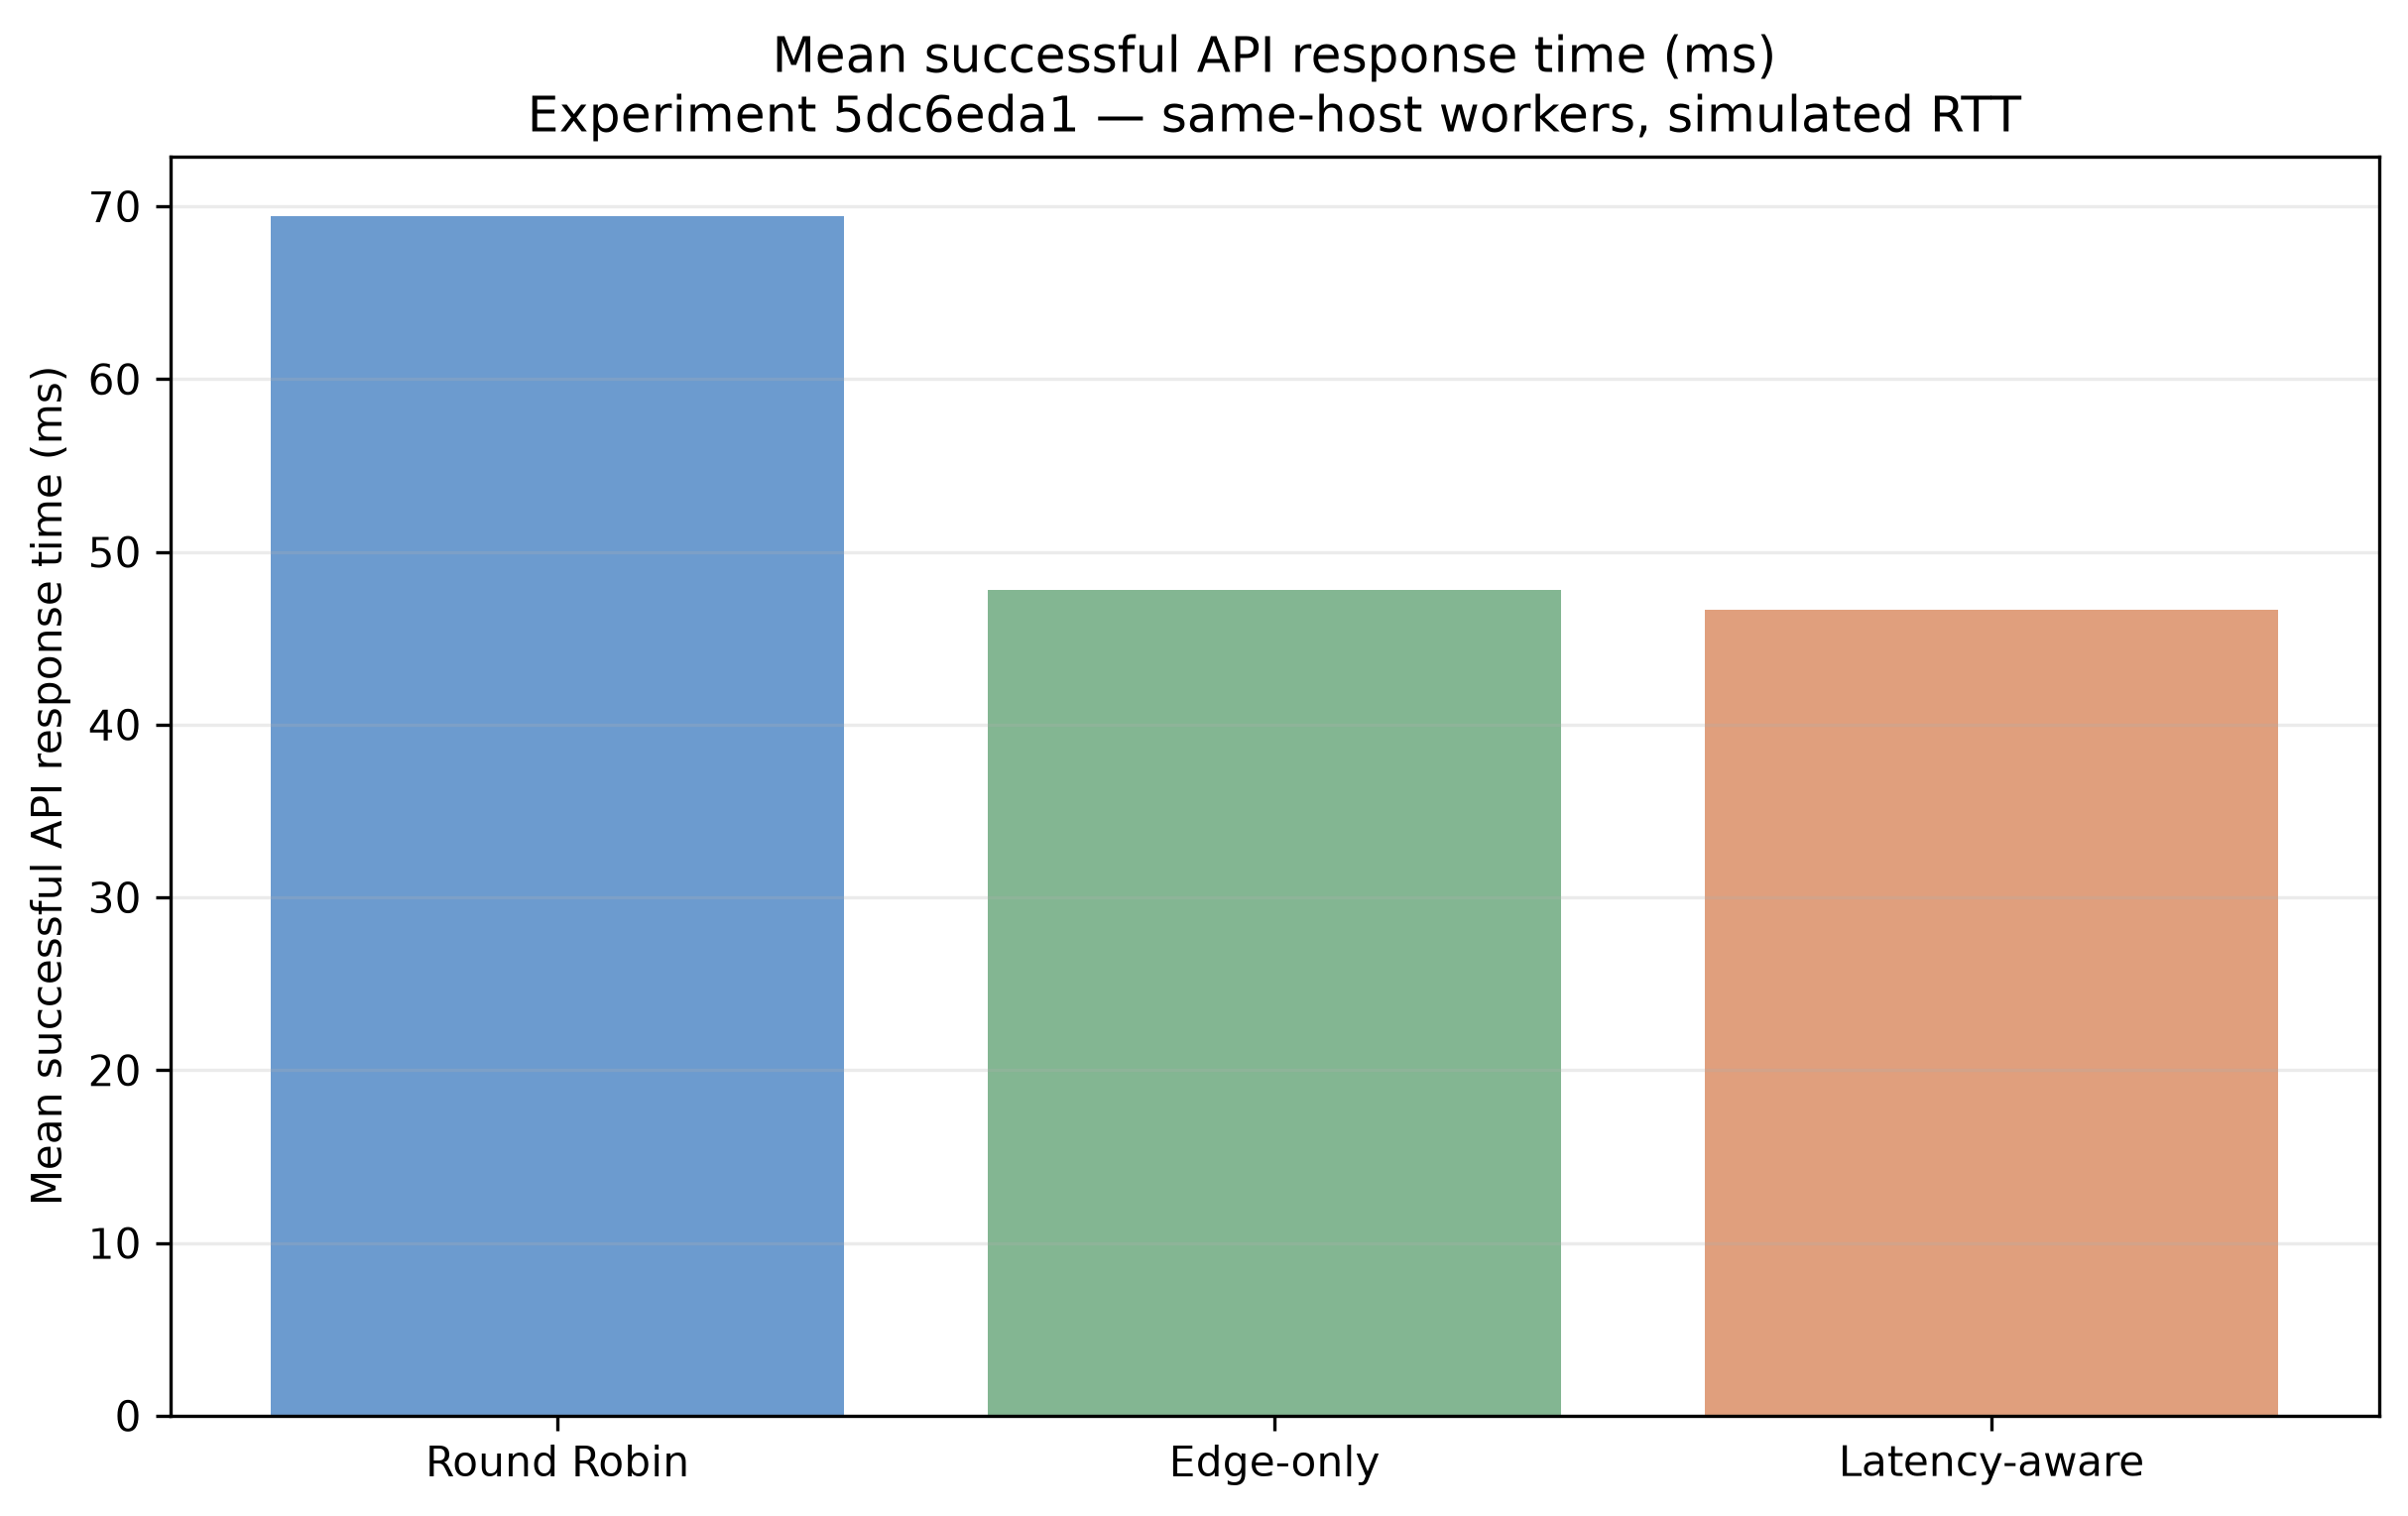 Mean successful API response time (ms)
Experiment 5dc6eda1 — same-host workers, simulated RTT
Mean successful API response time (ms)
70
60
50
40
30
20
10
0
Round Robin
Edge-only
Latency-aware